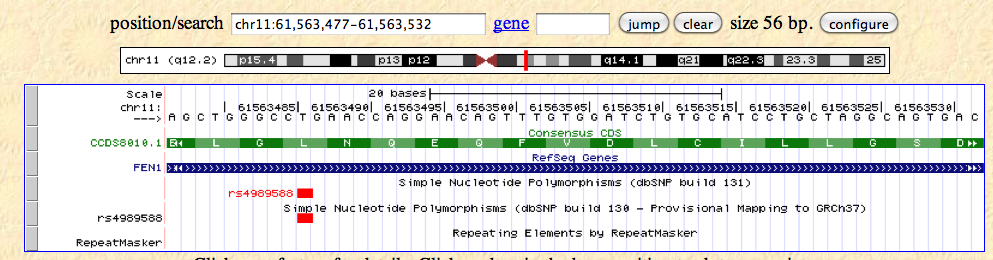 position/search chr11:61,563,477-61,563,532 gene jump clear size 56 bp. configure
chr11 (q12.2) p15.4 p13 p12 q14.1 q21 q22.3 23.3 25
Scale 20 bases
chr11: 61563485 61563490 61563495 61563500 61563505 61563510 61563515 61563520 61563525 61563530
---> A G C T G G G C C T G A A C C A G G A A C A G T T T G T G G A T C T G T G C A T C C T G C T A G G C A G T G A C
Consensus CDS
CCDS8010.1 E L G L N Q E Q F V D L C I L L G S D
RefSeq Genes
FEN1
Simple Nucleotide Polymorphisms (dbSNP build 131)
rs4989588
Simple Nucleotide Polymorphisms (dbSNP build 130 - Provisional Mapping to GRCh37)
rs4989588
Repeating Elements by RepeatMasker
RepeatMasker